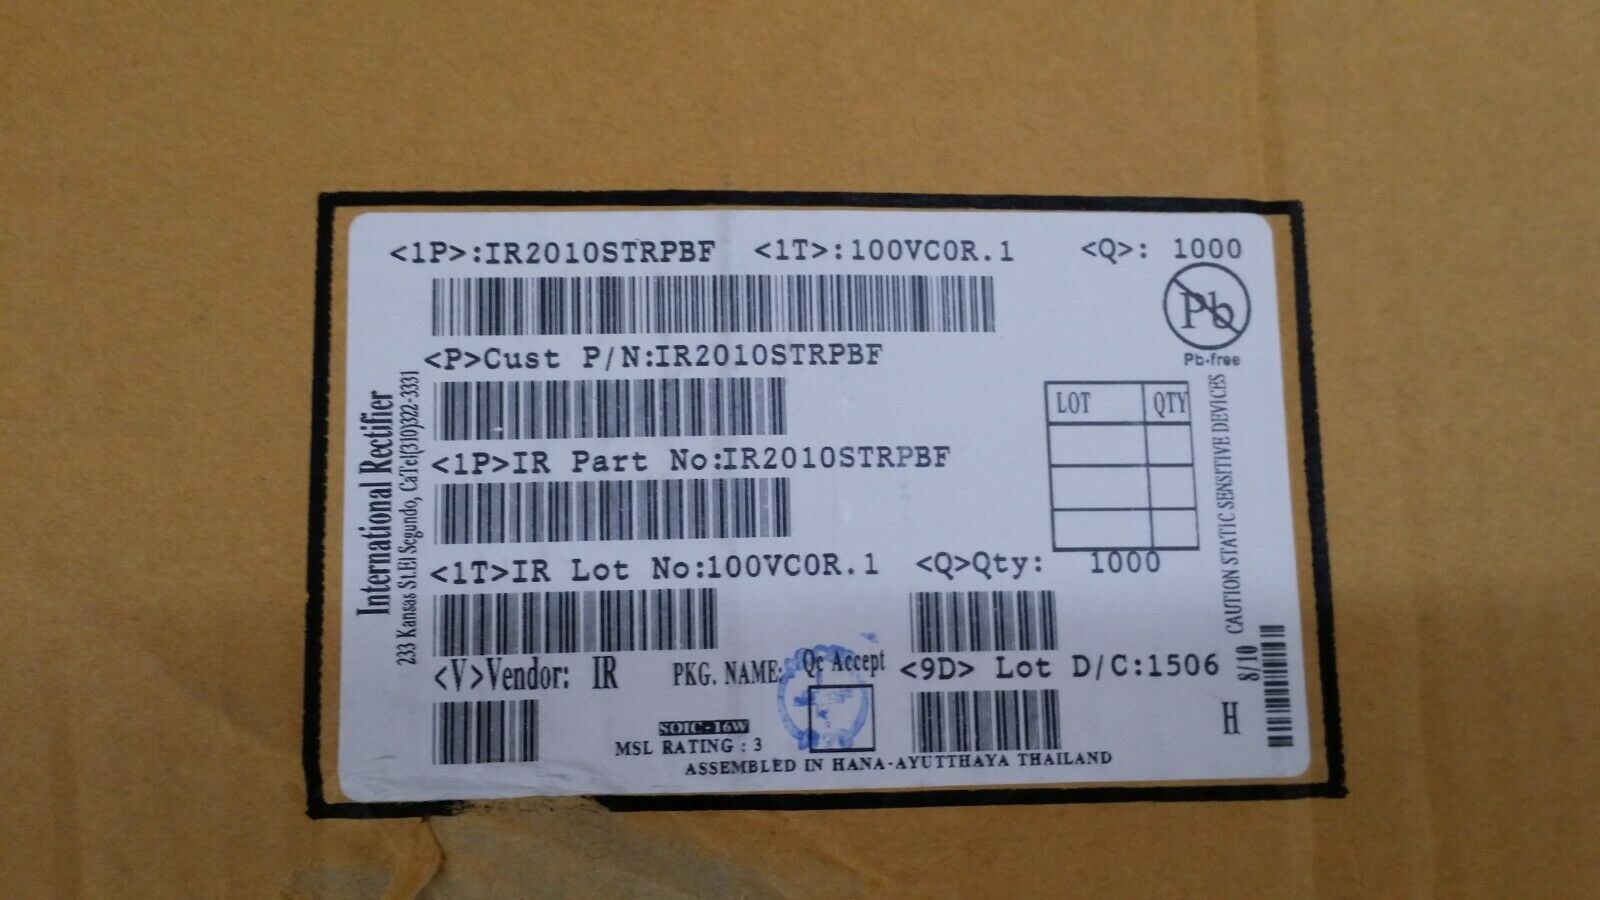 <1P>:IR2010STRPBF <1T>:100VC0R.1 <Q>: 1000
Pb
Pb-free
<P>Cust P/N:IR2010STRPBF
LOT QTY
<1P>IR Part No:IR2010STRPBF
<1T>IR Lot No:100VC0R.1 <Q>Qty: 1000
<V>Vendor: IR PKG. NAME: Qc Accept <9D> Lot D/C:1506
SOIC-16W
MSL RATING : 3
ASSEMBLED IN HANA-AYUTTHAYA THAILAND
International Rectifier
233 Kansas St.El Segundo, CaTel(310)322-3331
CAUTION STATIC SENSITIVE DEVICES
8/10
H